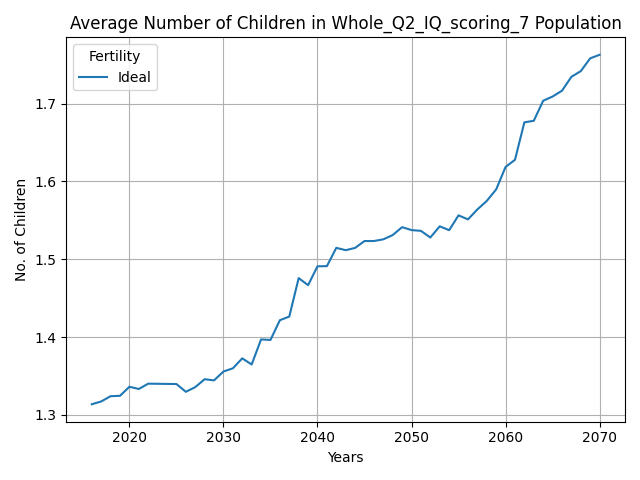 Average Number of Children in Whole_Q2_IQ_scoring_7 Population
Fertility
Ideal
No. of Children
1.7
1.6
1.5
1.4
1.3
2020 2030 2040 2050 2060 2070
Years